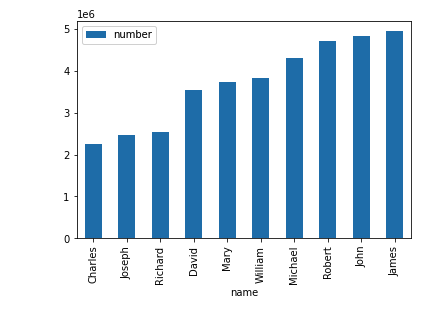 1e6
number
5
4
3
2
1
0
Charles
Joseph
Richard
David
Mary
William
Michael
Robert
John
James
name